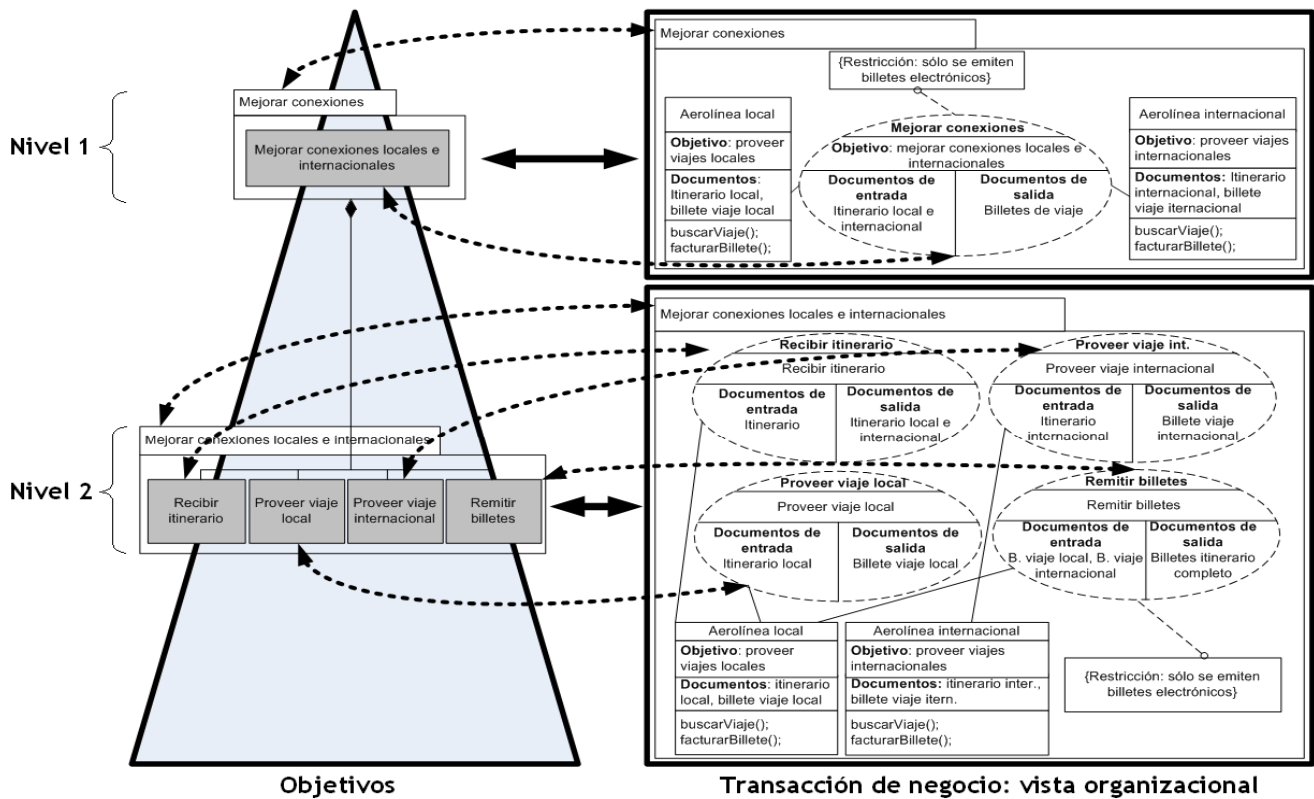 Nivel 1
Mejorar conexiones
Mejorar conexiones locales e
internacionales
Nivel 2
Mejorar conexiones locales e internacionales
Recibir
itinerario
Proveer viaje
local
Proveer viaje
internacional
Remitir
billetes
Objetivos
Mejorar conexiones
{Restricción: sólo se emiten
billetes electrónicos}
Aerolínea local
Objetivo: proveer
viajes locales
Documentos:
Itinerario local,
billete viaje local
buscarViaje();
facturarBillete();
Mejorar conexiones
Objetivo: mejorar conexiones locales e
internacionales
Documentos de
entrada
Itinerario local e
internacional
Documentos de
salida
Billetes de viaje
Aerolínea internacional
Objetivo: proveer viajes
internacionales
Documentos: Itinerario
internacional, billete
viaje iternacional
buscarViaje();
facturarBillete();
Mejorar conexiones locales e internacionales
Recibir itinerario
Recibir itinerario
Documentos de
entrada
Itinerario
Documentos de
salida
Itinerario local e
internacional
Proveer viaje int.
Proveer viaje internacional
Documentos de
entrada
Itinerario
internacional
Documentos de
salida
Billete viaje
internacional
Proveer viaje local
Proveer viaje local
Documentos de
entrada
Itinerario local
Documentos de
salida
Billete viaje local
Remitir billetes
Remitir billetes
Documentos de
entrada
B. viaje local, B. viaje
internacional
Documentos de
salida
Billetes itinerario
completo
Aerolínea local
Objetivo: proveer
viajes locales
Documentos: itinerario
local, billete viaje local
buscarViaje();
facturarBillete();
Aerolínea internacional
Objetivo: proveer viajes
internacionales
Documentos: itinerario inter.,
billete viaje itern.
buscarViaje();
facturarBillete();
{Restricción: sólo se emiten
billetes electrónicos}
Transacción de negocio: vista organizacional